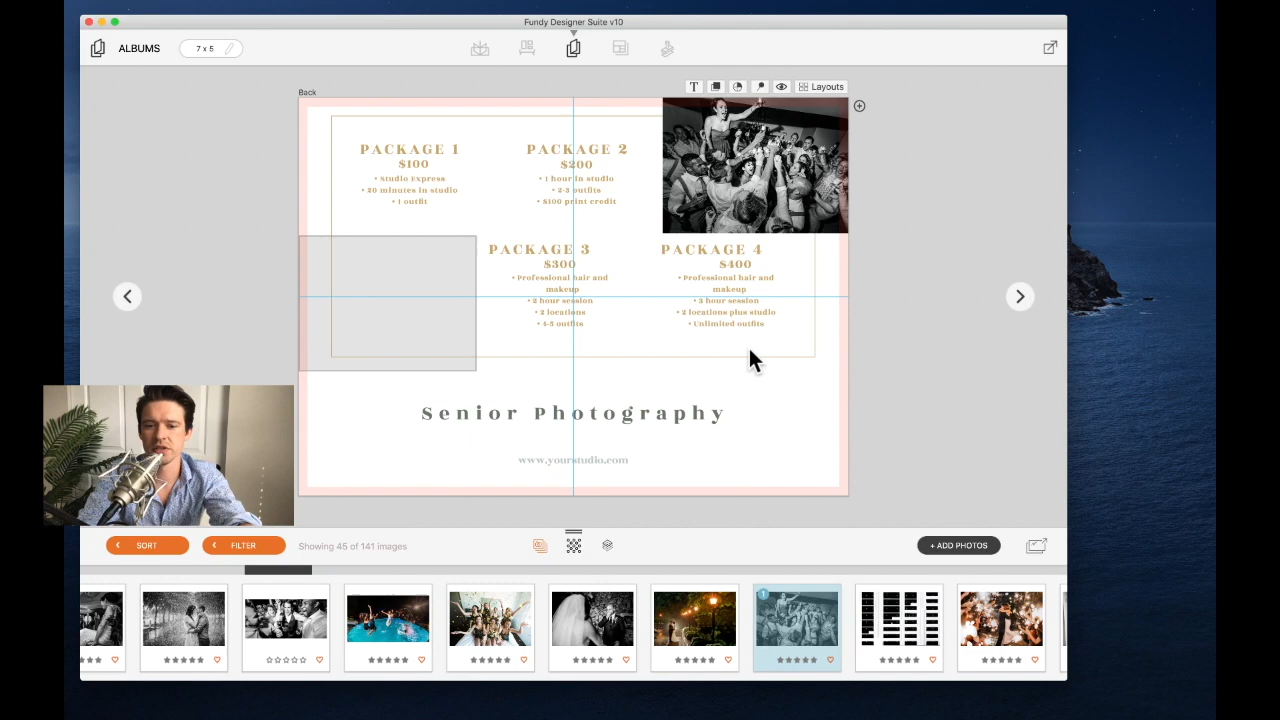 Fundy Designer Suite v10
ALBUMS
7 x 5
Back
T
Layouts
PACKAGE 1
$100
• Studio Express
• 20 minutes in studio
• 1 outfit
PACKAGE 2
$200
• 1 hour in studio
• 2-3 outfits
• $100 print credit
PACKAGE 3
$300
• Professional hair and
makeup
• 2 hour session
• 2 locations
• 4-5 outfits
PACKAGE 4
$400
• Professional hair and
makeup
• 3 hour session
• 2 locations plus studio
• Unlimited outfits
Senior Photography
www.yourstudio.com
SORT
FILTER
Showing 45 of 141 images
+ ADD PHOTOS
1